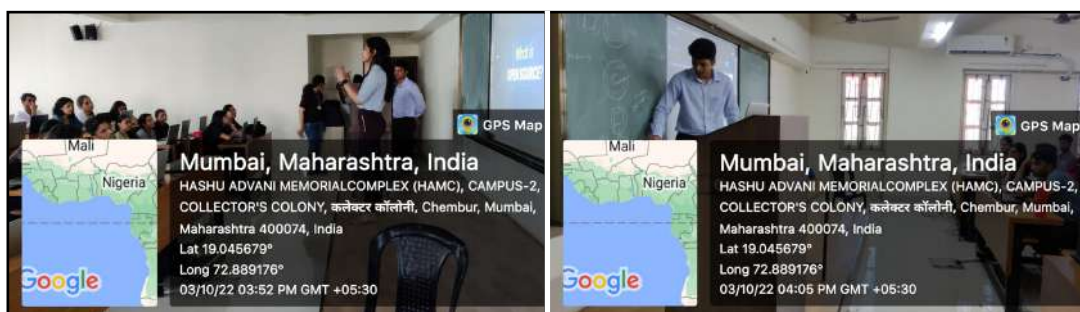 What is
OPEN SOURCE?
GPS Map
Mali
Nigeria
Google
Mumbai, Maharashtra, India
HASHU ADVANI MEMORIALCOMPLEX (HAMC), CAMPUS-2,
COLLECTOR'S COLONY, कलेक्टर कॉलोनी, Chembur, Mumbai,
Maharashtra 400074, India
Lat 19.045679°
Long 72.889176°
03/10/22 03:52 PM GMT +05:30
GPS Map
Mali
Nigeria
Google
Mumbai, Maharashtra, India
HASHU ADVANI MEMORIALCOMPLEX (HAMC), CAMPUS-2,
COLLECTOR'S COLONY, कलेक्टर कॉलोनी, Chembur, Mumbai,
Maharashtra 400074, India
Lat 19.045679°
Long 72.889176°
03/10/22 04:05 PM GMT +05:30